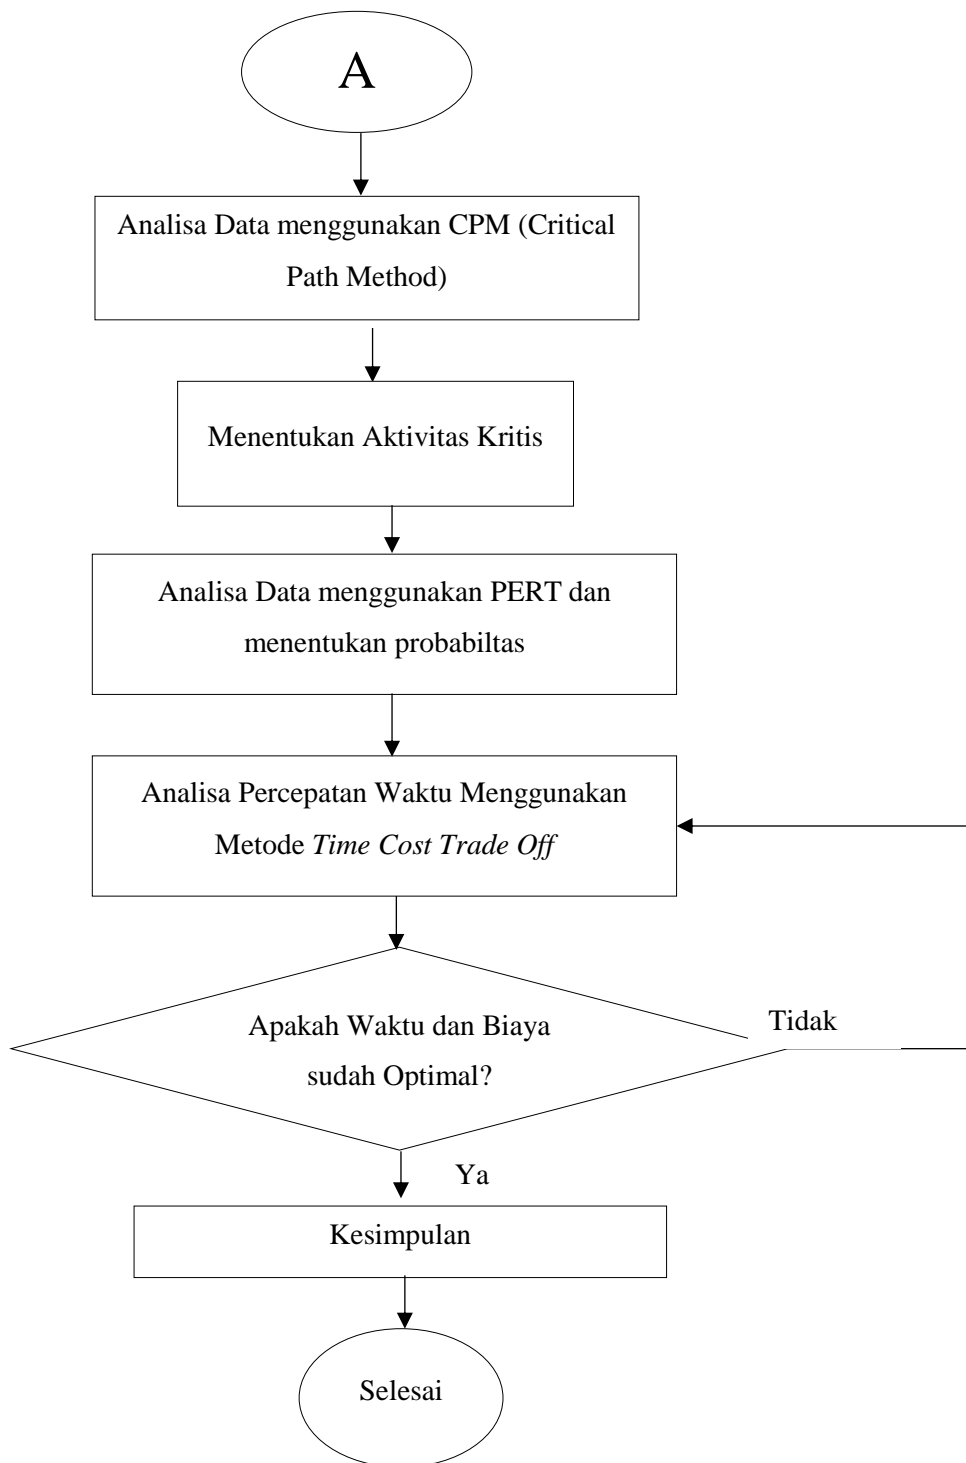 A
Analisa Data menggunakan CPM (Critical
Path Method)
Menentukan Aktivitas Kritis
Analisa Data menggunakan PERT dan
menentukan probabiltas
Analisa Percepatan Waktu Menggunakan
Metode Time Cost Trade Off
Apakah Waktu dan Biaya
sudah Optimal?
Tidak
Ya
Kesimpulan
Selesai